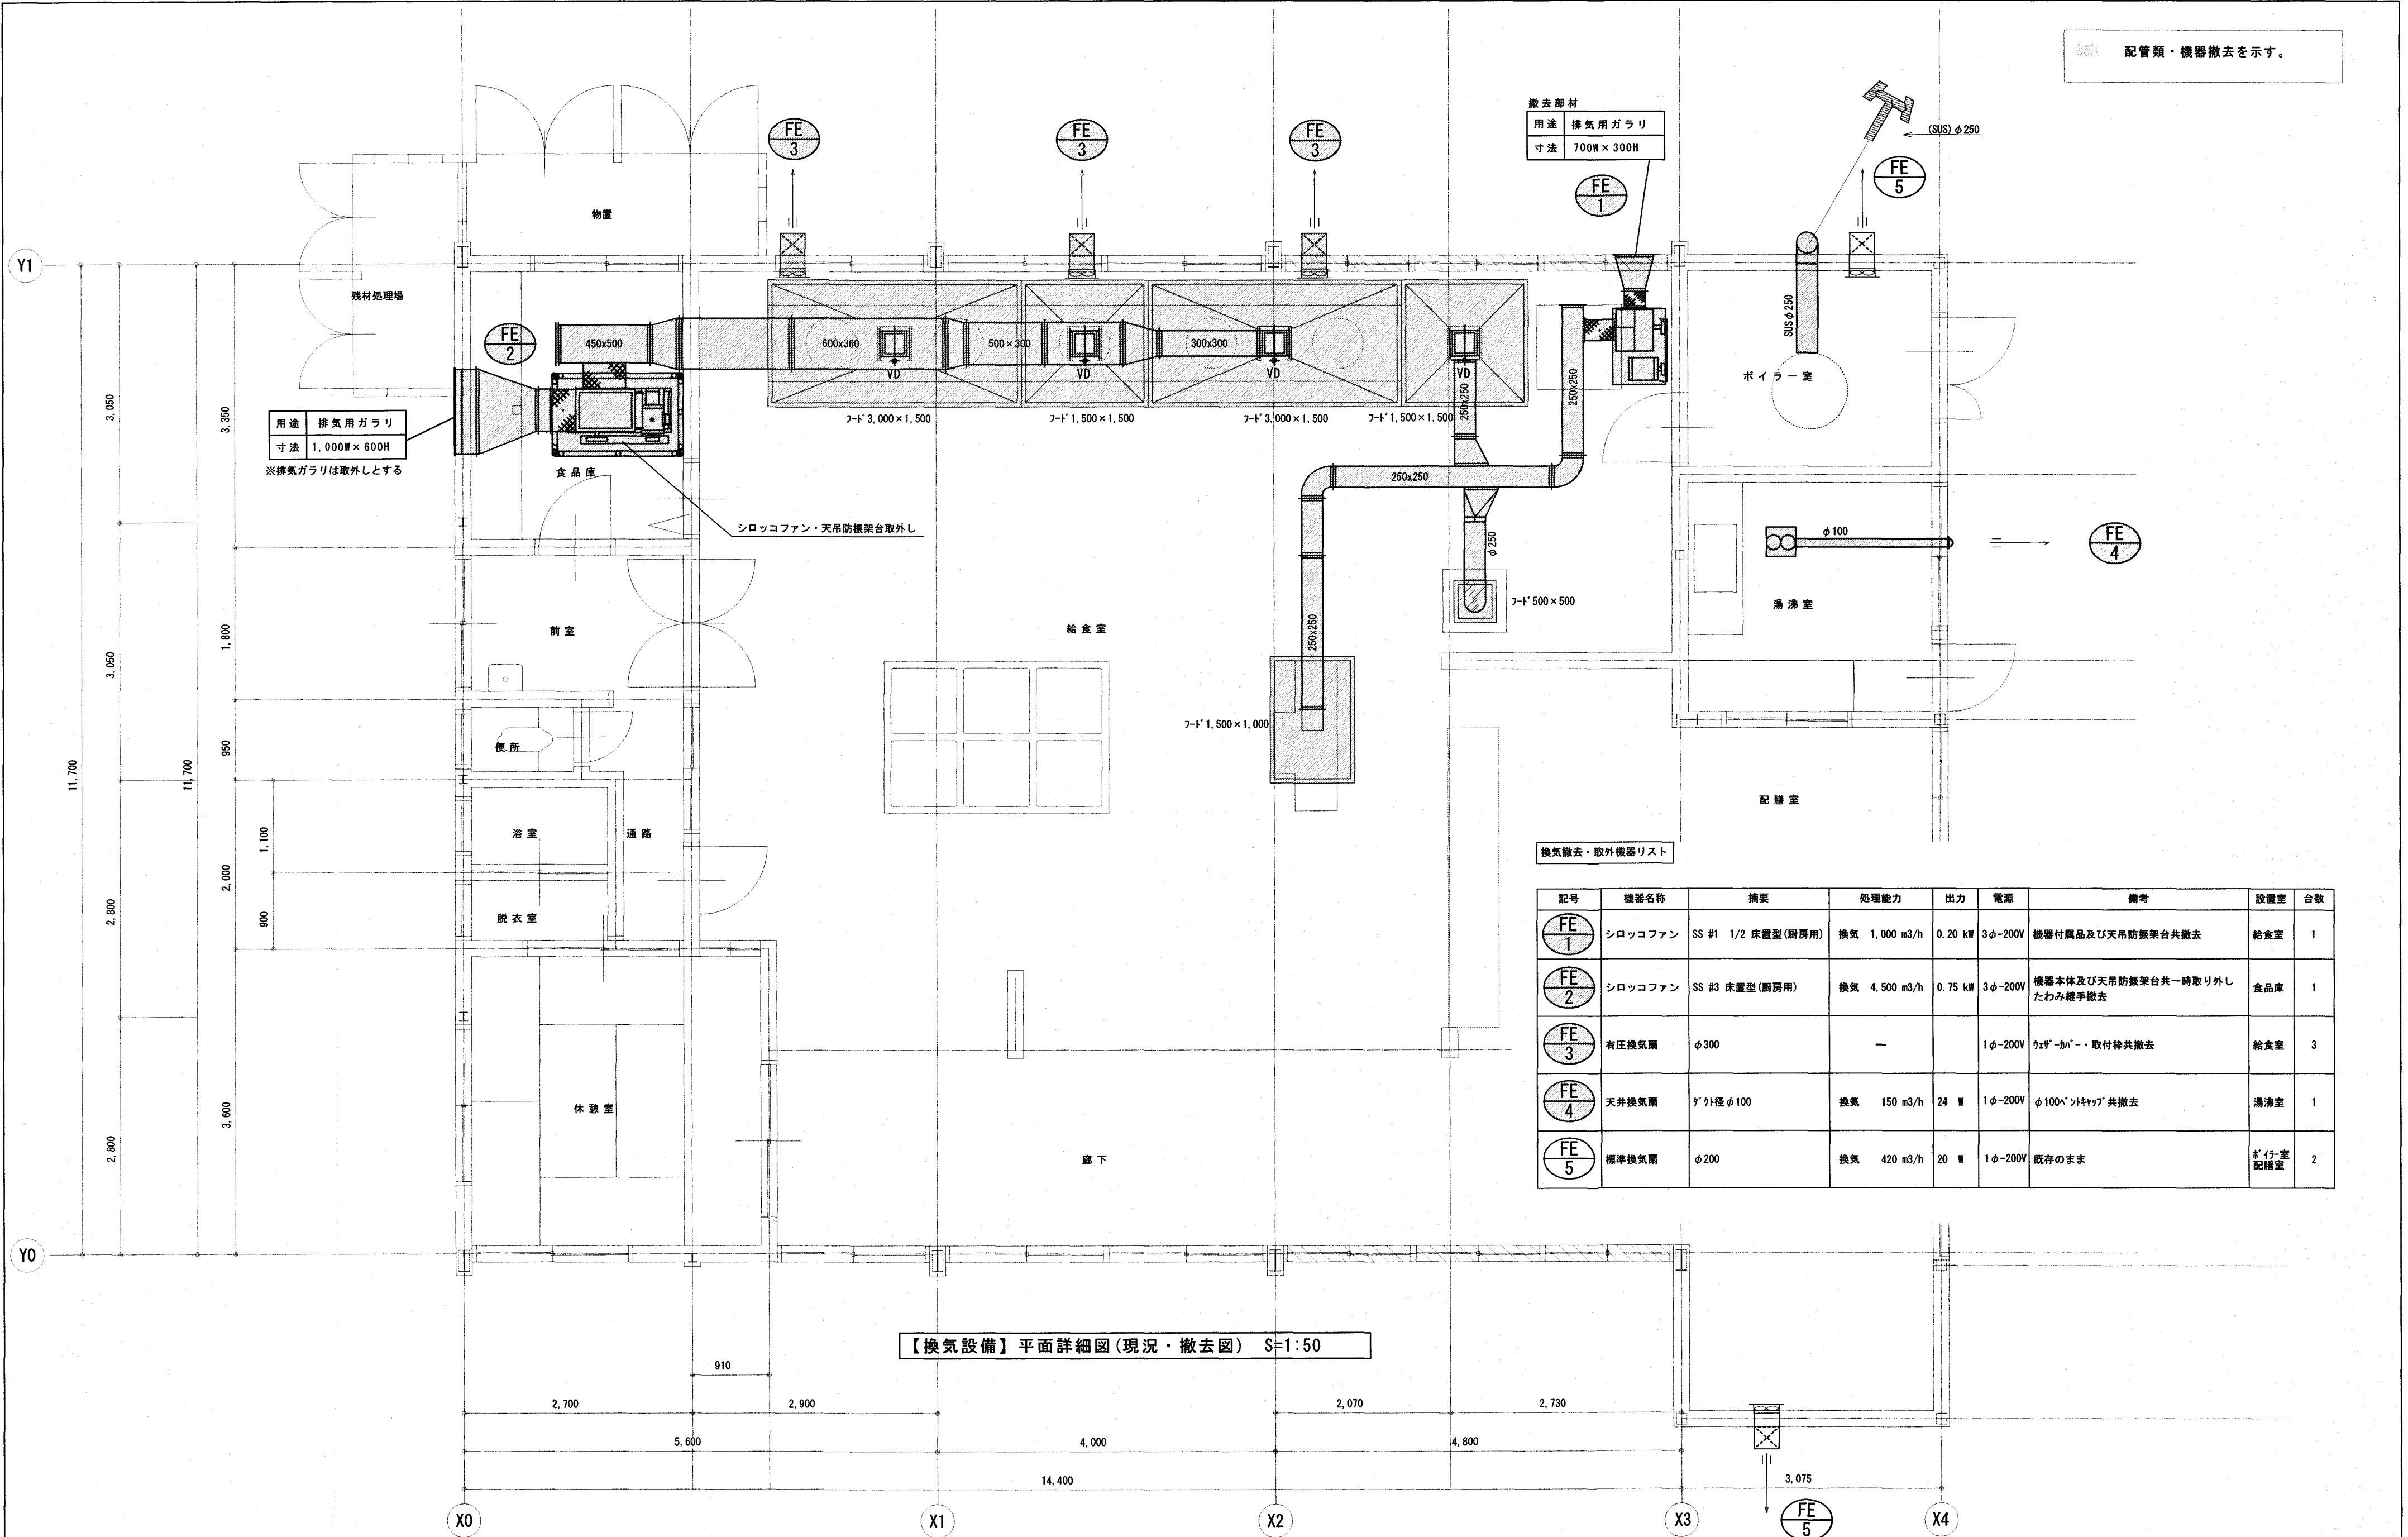 配管類・機器撤去を示す。
撤去部材
用途 排気用ガラリ
寸法 700W×300H
(SUS)φ250
FE 3
FE 3
FE 3
FE 1
FE 5
物置
Y1
残材処理場
FE 2
450x500
600x360
500×300
300x300
VD
VD
VD
VD
250x250
250x250
SUSφ250
ボイラー室
フード3,000×1,500
フード1,500×1,500
フード3,000×1,500
フード1,500×1,500
用途 排気用ガラリ
寸法 1,000W×600H
※排気ガラリは取外しとする
食品庫
250x250
シロッコファン・天吊防振架台取外し
φ250
φ100
FE 4
フード500×500
湯沸室
前室
給食室
250x250
フード1,500×1,000
便所
浴室
通路
配膳室
脱衣室
休憩室
廊下
3,050
3,350
1,800
3,050
950
11,700
11,700
1,100
2,000
900
2,800
3,600
2,800
Y0
換気撤去・取外機器リスト
記号 機器名称 摘要 処理能力 出力 電源 備考 設置室 台数
FE 1 シロッコファン SS #1 1/2 床置型(厨房用) 換気 1,000 m3/h 0.20 kW 3φ-200V 機器付属品及び天吊防振架台共撤去 給食室 1
FE 2 シロッコファン SS #3 床置型(厨房用) 換気 4,500 m3/h 0.75 kW 3φ-200V 機器本体及び天吊防振架台共一時取り外し たわみ継手撤去 食品庫 1
FE 3 有圧換気扇 φ300 — 1φ-200V ウェザーカバー・取付枠共撤去 給食室 3
FE 4 天井換気扇 ダクト径φ100 換気 150 m3/h 24 W 1φ-200V φ100ベントキャップ共撤去 湯沸室 1
FE 5 標準換気扇 φ200 換気 420 m3/h 20 W 1φ-200V 既存のまま ボイラー室 配膳室 2
【換気設備】平面詳細図(現況・撤去図) S=1:50
910
2,700
2,900
2,070
2,730
5,600
4,000
4,800
14,400
3,075
X0
X1
X2
X3
FE 5
X4